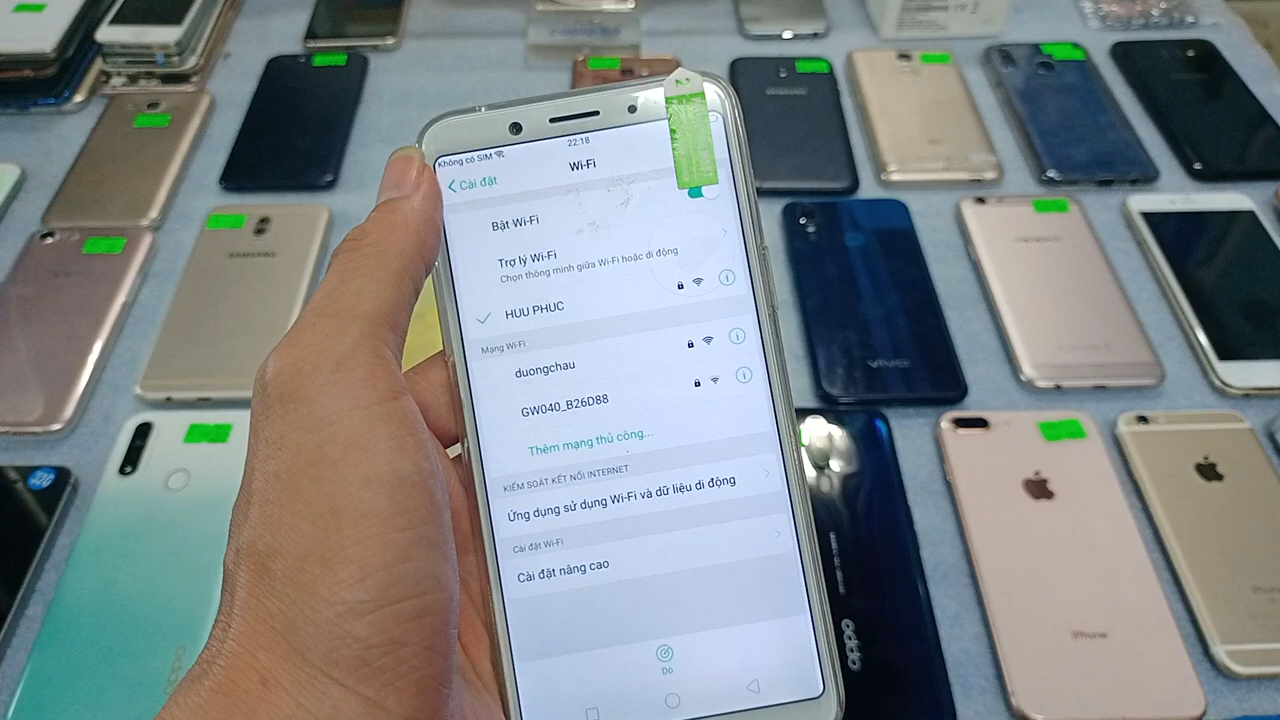 Không có SIM
22:18
Cài đặt
Wi-Fi
Bật Wi-Fi
Trợ lý Wi-Fi
Chọn thông minh giữa Wi-Fi hoặc di động
HUU PHUC
Mạng Wi-Fi
duongchau
GW040_B26D88
Thêm mạng thủ công...
KIỂM SOÁT KẾT NỐI INTERNET
Ứng dụng sử dụng Wi-Fi và dữ liệu di động
Cài đặt Wi-Fi
Cài đặt nâng cao
Dò
SAMSUNG
SAMSUNG
oppo
vivo
oppo
iPhone